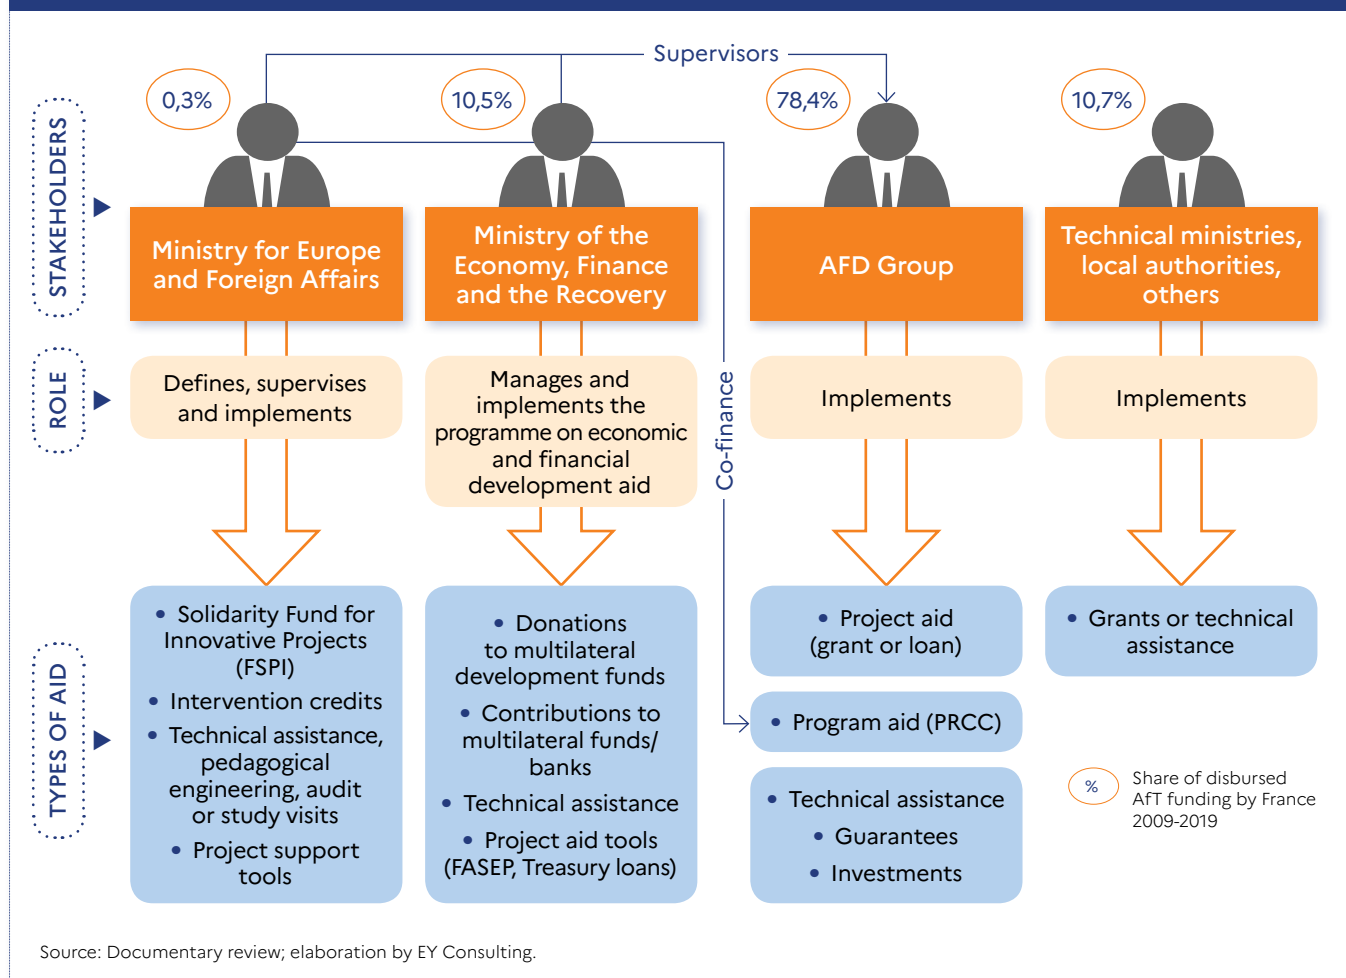 Supervisors
0,3%
10,5%
78,4%
10,7%
STAKEHOLDERS
Ministry for Europe
and Foreign Affairs
Ministry of the
Economy, Finance
and the Recovery
AFD Group
Technical ministries,
local authorities,
others
ROLE
Defines, supervises
and implements
Manages and
implements the
programme on economic
and financial
development aid
Co-finance
Implements
Implements
TYPES OF AID
• Solidarity Fund for
Innovative Projects
(FSPI)
• Intervention credits
• Technical assistance,
pedagogical
engineering, audit
or study visits
• Project support
tools
• Donations
to multilateral
development funds
• Contributions to
multilateral funds/
banks
• Technical assistance
• Project aid tools
(FASEP, Treasury loans)
• Project aid
(grant or loan)
• Program aid (PRCC)
• Technical assistance
• Guarantees
• Investments
• Grants or technical
assistance
%
Share of disbursed
AfT funding by France
2009-2019
Source: Documentary review; elaboration by EY Consulting.